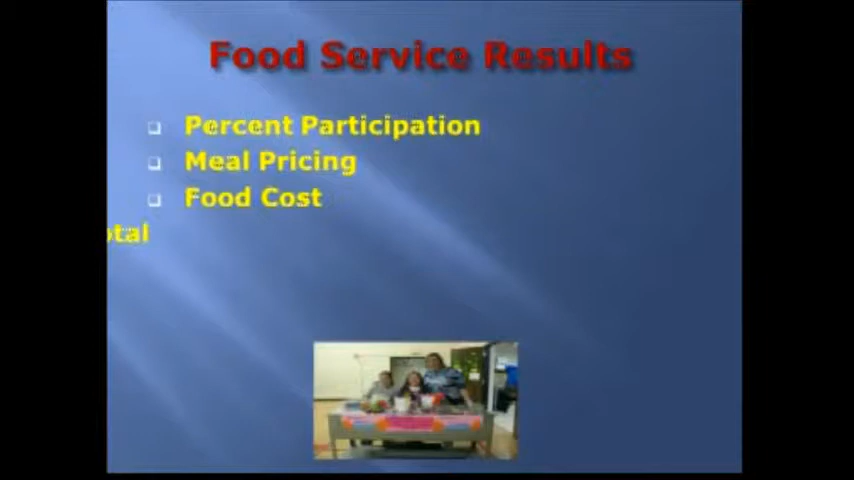 Food Service Results
Percent Participation
Meal Pricing
Food Cost
otal